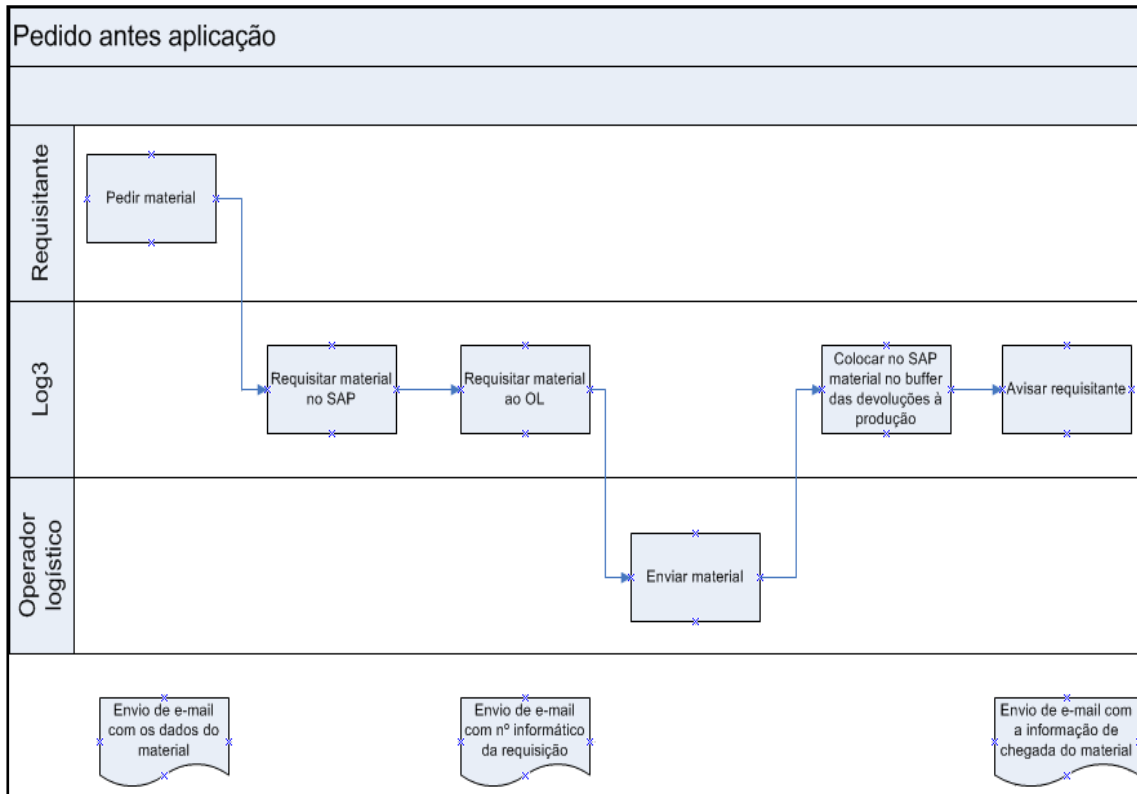 Pedido antes aplicação
Requisitante
Pedir material
Log3
Requisitar material
no SAP
Requisitar material
ao OL
Colocar no SAP
material no buffer
das devoluções à
produção
Avisar requisitante
Operador
logístico
Enviar material
Envio de e-mail
com os dados do
material
Envio de e-mail
com nº informático
da requisição
Envio de e-mail com
a informação de
chegada do material